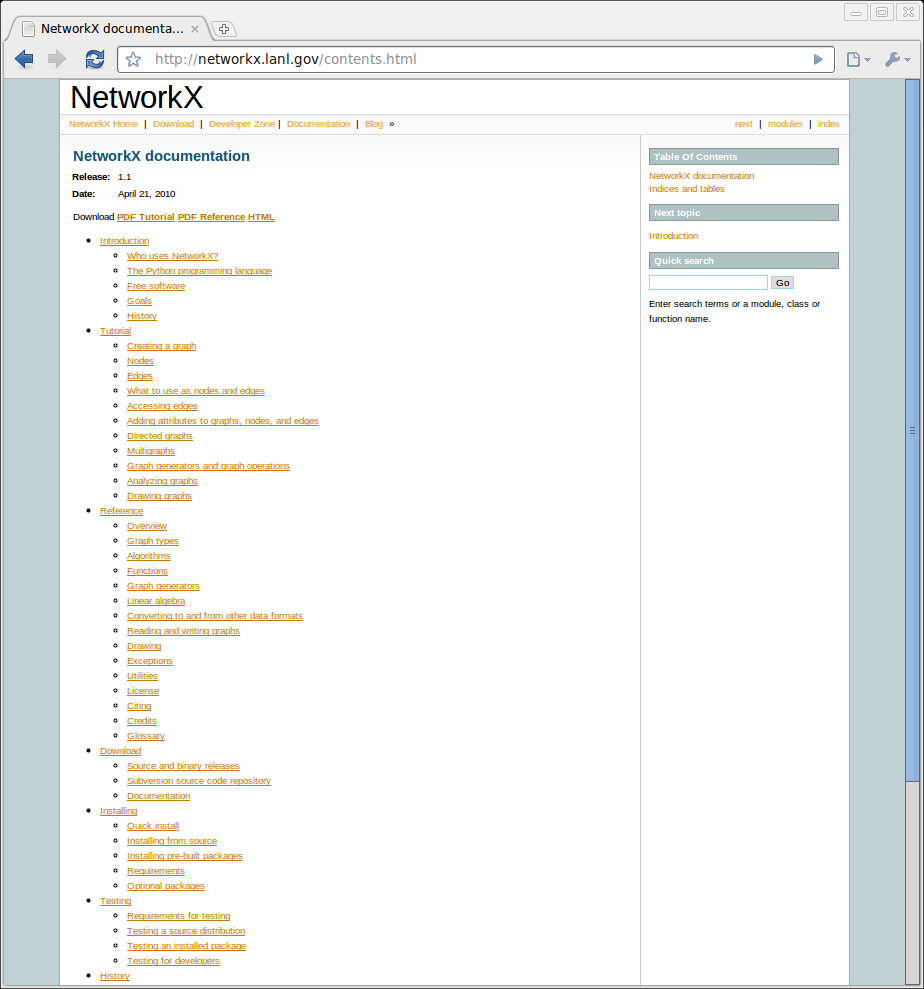 NetworkX documenta...
http://networkx.lanl.gov/contents.html
NetworkX
NetworkX Home | Download | Developer Zone | Documentation | Blog »
next | modules | index
NetworkX documentation
Release: 1.1
Date: April 21, 2010
Download PDF Tutorial PDF Reference HTML
Introduction
Who uses NetworkX?
The Python programming language
Free software
Goals
History
Tutorial
Creating a graph
Nodes
Edges
What to use as nodes and edges
Accessing edges
Adding attributes to graphs, nodes, and edges
Directed graphs
Multigraphs
Graph generators and graph operations
Analyzing graphs
Drawing graphs
Reference
Overview
Graph types
Algorithms
Functions
Graph generators
Linear algebra
Converting to and from other data formats
Reading and writing graphs
Drawing
Exceptions
Utilities
License
Citing
Credits
Glossary
Download
Source and binary releases
Subversion source code repository
Documentation
Installing
Quick install
Installing from source
Installing pre-built packages
Requirements
Optional packages
Testing
Requirements for testing
Testing a source distribution
Testing an installed package
Testing for developers
History
Table Of Contents
NetworkX documentation
Indices and tables
Next topic
Introduction
Quick search
Go
Enter search terms or a module, class or
function name.